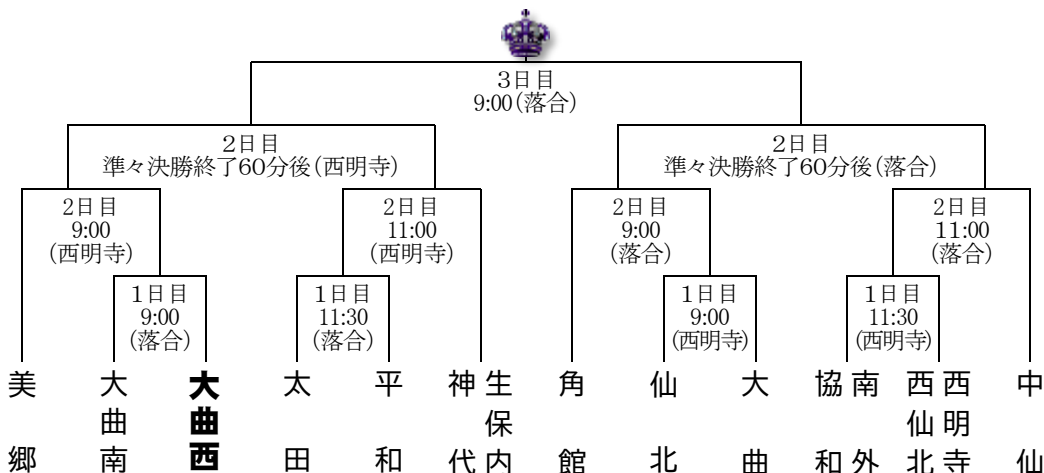 3日目
9:00(落合)
2日目
準々決勝終了60分後(西明寺)
2日目
準々決勝終了60分後(落合)
2日目
9:00
(西明寺)
2日目
11:00
(西明寺)
2日目
9:00
(落合)
2日目
11:00
(落合)
1日目
9:00
(落合)
1日目
11:30
(落合)
1日目
9:00
(西明寺)
1日目
11:30
(西明寺)
美郷
大曲南
大曲西
太田
平和
神代
生保内
角館
仙北
大曲
協和
南外
西仙北
西明寺
中仙